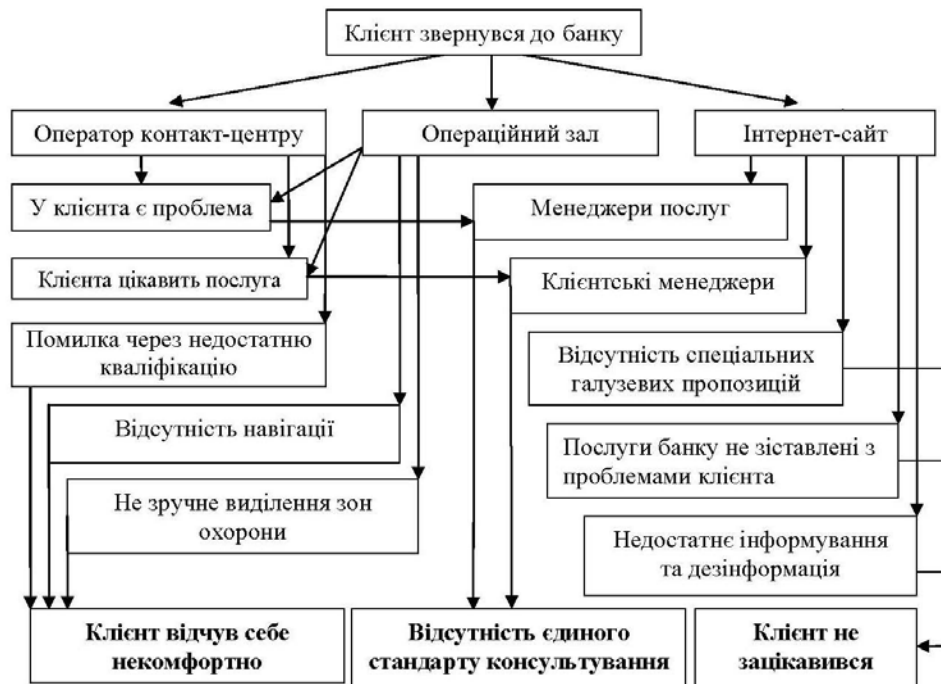 Клієнт звернувся до банку
Оператор контакт-центру
Операційний зал
Інтернет-сайт
У клієнта є проблема
Менеджери послуг
Клієнта цікавить послуга
Клієнтські менеджери
Помилка через недостатню
кваліфікацію
Відсутність спеціальних
галузевих пропозицій
Відсутність навігації
Послуги банку не зіставлені з
проблемами клієнта
Не зручне виділення зон
охорони
Недостатнє інформування
та дезінформація
Клієнт відчув себе
некомфортно
Відсутність єдиного
стандарту консультування
Клієнт не
зацікавився